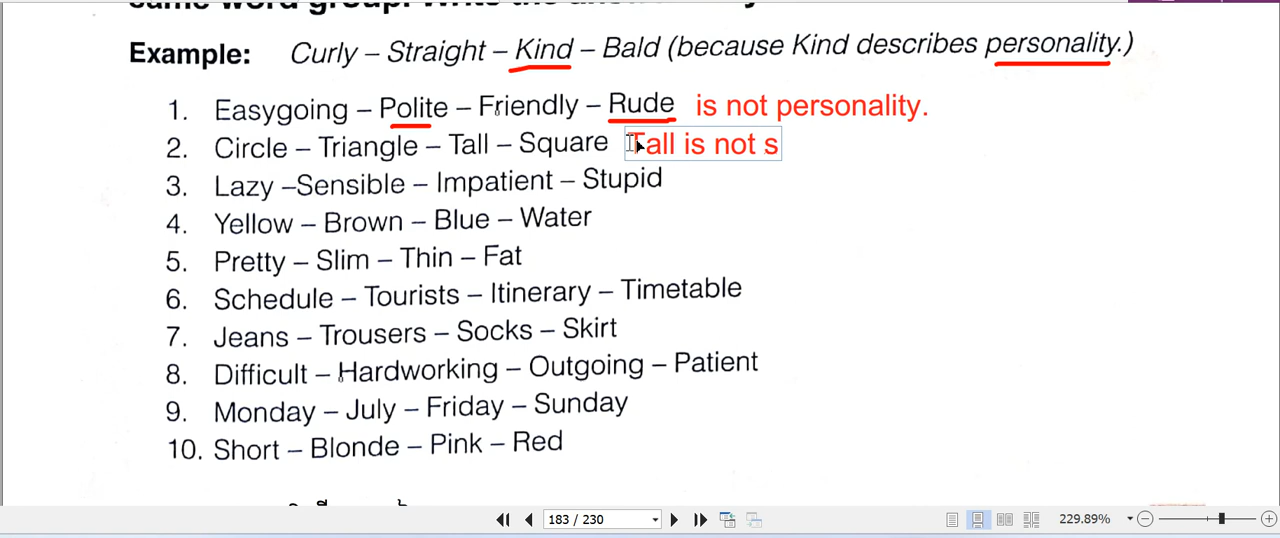 Example: Curly – Straight – Kind – Bald (because Kind describes personality.)
1. Easygoing – Polite – Friendly – Rude is not personality.
2. Circle – Triangle – Tall – Square Tall is not s
3. Lazy –Sensible – Impatient – Stupid
4. Yellow – Brown – Blue – Water
5. Pretty – Slim – Thin – Fat
6. Schedule – Tourists – Itinerary – Timetable
7. Jeans – Trousers – Socks – Skirt
8. Difficult – Hardworking – Outgoing – Patient
9. Monday – July – Friday – Sunday
10. Short – Blonde – Pink – Red
183 / 230
229.89%